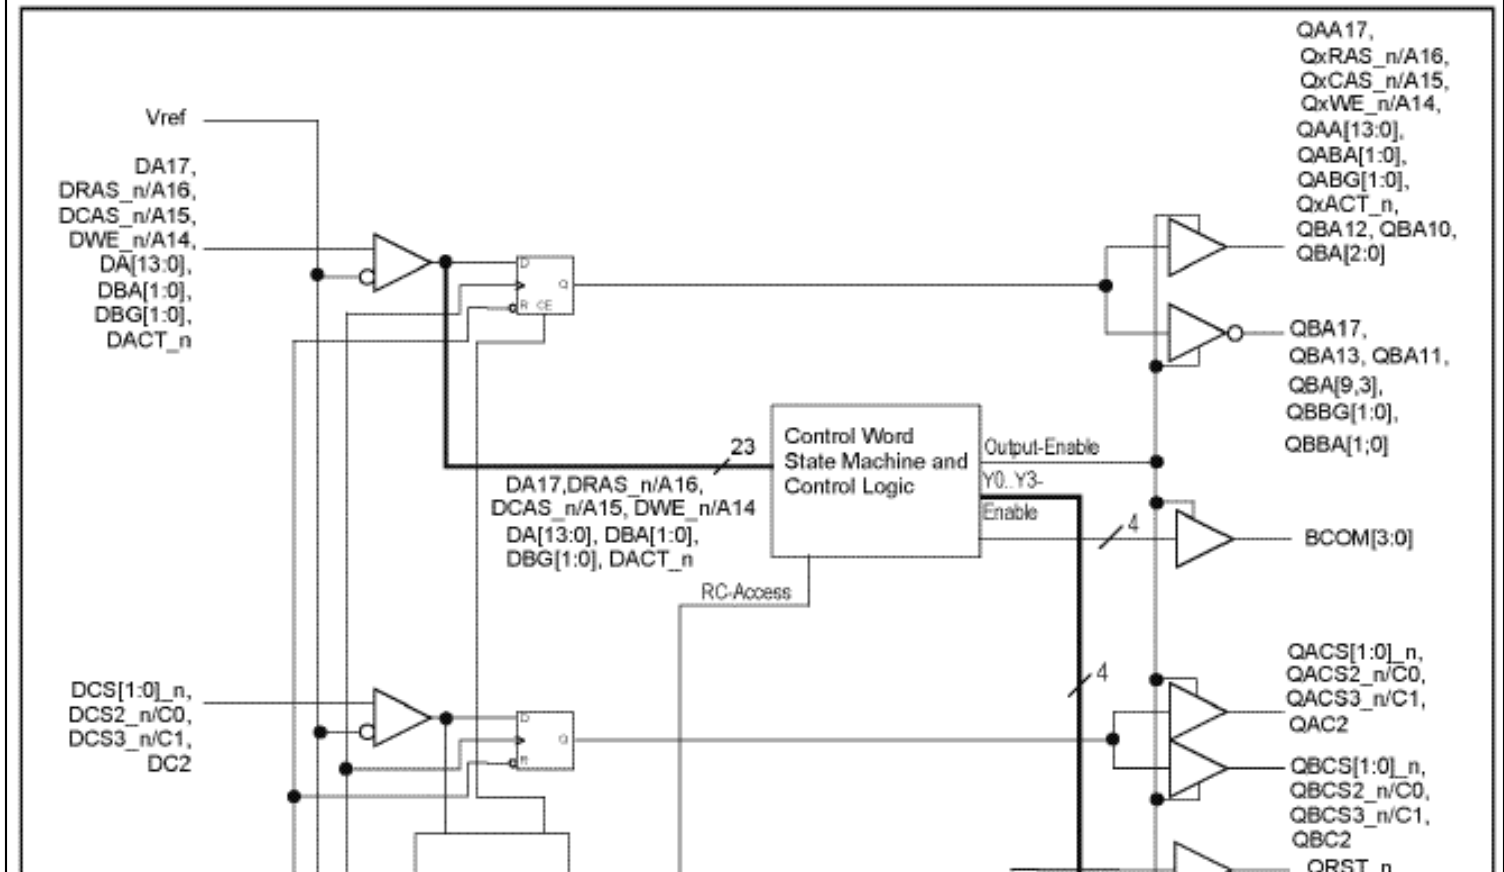 Vref
DA17,
DRAS_n/A16,
DCAS_n/A15,
DWE_n/A14,
DA[13:0],
DBA[1:0],
DBG[1:0],
DACT_n
D
Q
R CE
QAA17,
QxRAS_n/A16,
QxCAS_n/A15,
QxWE_n/A14,
QAA[13:0],
QABA[1:0],
QABG[1:0],
QxACT_n,
QBA12, QBA10,
QBA[2:0]
QBA17,
QBA13, QBA11,
QBA[9,3],
QBBG[1:0],
QBBA[1;0]
23
Control Word
State Machine and
Control Logic
Output-Enable
Y0..Y3-
Enable
DA17,DRAS_n/A16,
DCAS_n/A15, DWE_n/A14
DA[13:0], DBA[1:0],
DBG[1:0], DACT_n
4
BCOM[3:0]
RC-Access
4
DCS[1:0]_n,
DCS2_n/C0,
DCS3_n/C1,
DC2
D
Q
R
QACS[1:0]_n,
QACS2_n/C0,
QACS3_n/C1,
QAC2
QBCS[1:0]_n,
QBCS2_n/C0,
QBCS3_n/C1,
QBC2
QRST_n